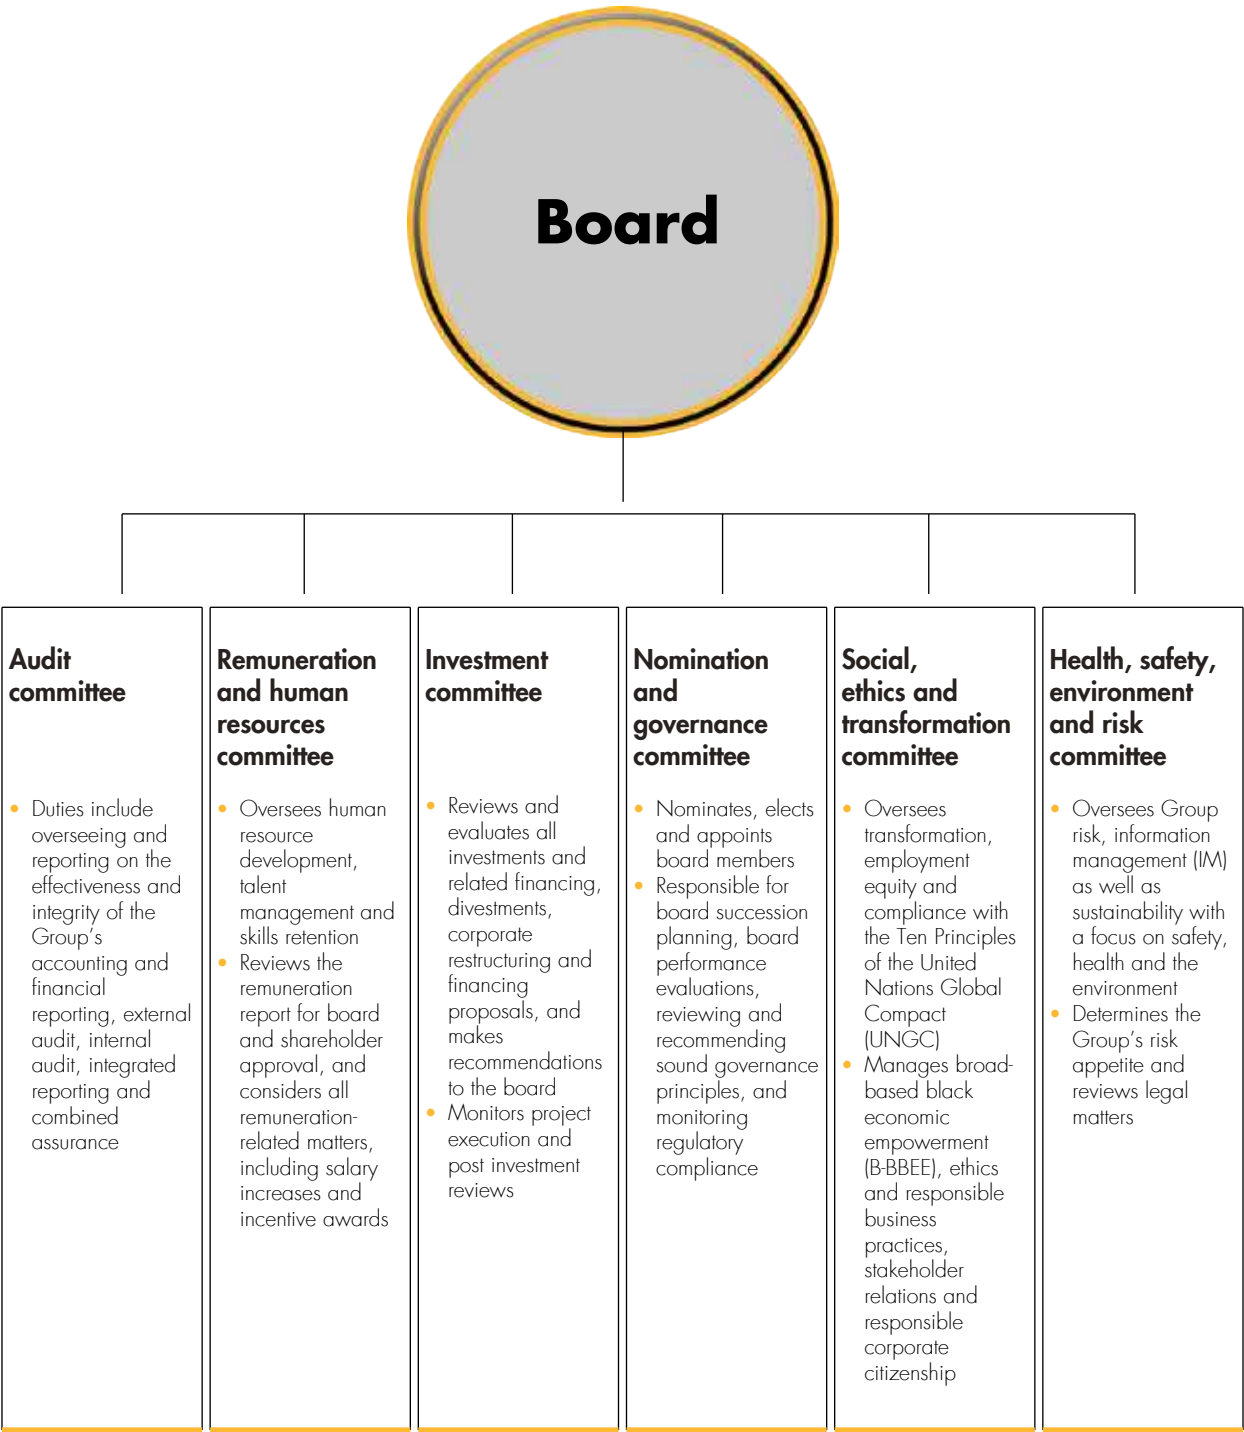 Board
Audit
committee
• Duties include
overseeing and
reporting on the
effectiveness and
integrity of the
Group's
accounting and
financial
reporting, external
audit, internal
audit, integrated
reporting and
combined
assurance
Remuneration
and human
resources
committee
• Oversees human
resource
development,
talent
management and
skills retention
• Reviews the
remuneration
report for board
and shareholder
approval, and
considers all
remuneration-
related matters,
including salary
increases and
incentive awards
Investment
committee
• Reviews and
evaluates all
investments and
related financing,
divestments,
corporate
restructuring and
financing
proposals, and
makes
recommendations
to the board
• Monitors project
execution and
post investment
reviews
Nomination
and
governance
committee
• Nominates, elects
and appoints
board members
• Responsible for
board succession
planning, board
performance
evaluations,
reviewing and
recommending
sound governance
principles, and
monitoring
regulatory
compliance
Social,
ethics and
transformation
committee
• Oversees
transformation,
employment
equity and
compliance with
the Ten Principles
of the United
Nations Global
Compact
(UNGC)
• Manages broad-
based black
economic
empowerment
(B-BBEE), ethics
and responsible
business
practices,
stakeholder
relations and
responsible
corporate
citizenship
Health, safety,
environment
and risk
committee
• Oversees Group
risk, information
management (IM)
as well as
sustainability with
a focus on safety,
health and the
environment
• Determines the
Group's risk
appetite and
reviews legal
matters